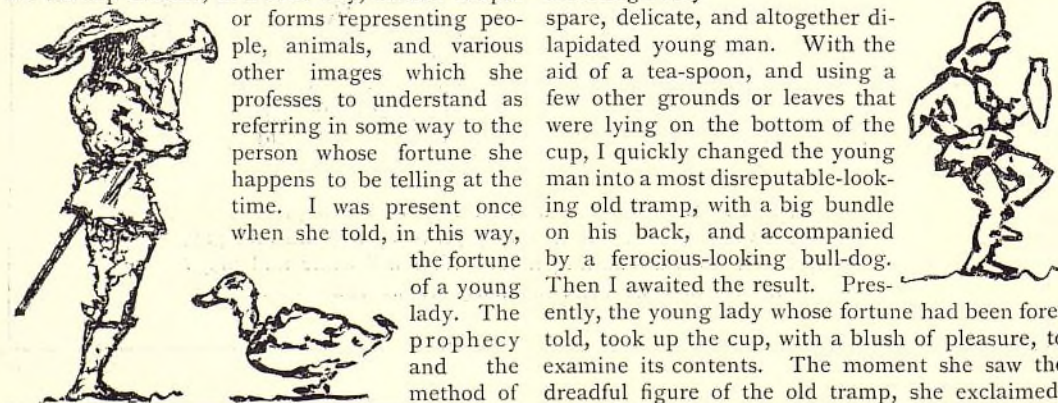 or forms representing peo-
ple, animals, and various
other images which she
professes to understand as
referring in some way to the
person whose fortune she
happens to be telling at the
time. I was present once
when she told, in this way,
the fortune
of a young
lady. The
prophecy
and the
method of
spare, delicate, and altogether di-
lapidated young man. With the
aid of a tea-spoon, and using a
few other grounds or leaves that
were lying on the bottom of the
cup, I quickly changed the young
man into a most disreputable-look-
ing old tramp, with a big bundle
on his back, and accompanied
by a ferocious-looking bull-dog.
Then I awaited the result. Pres-
ently, the young lady whose fortune had been fore
told, took up the cup, with a blush of pleasure, to
examine its contents. The moment she saw the
dreadful figure of the old tramp, she exclaimed